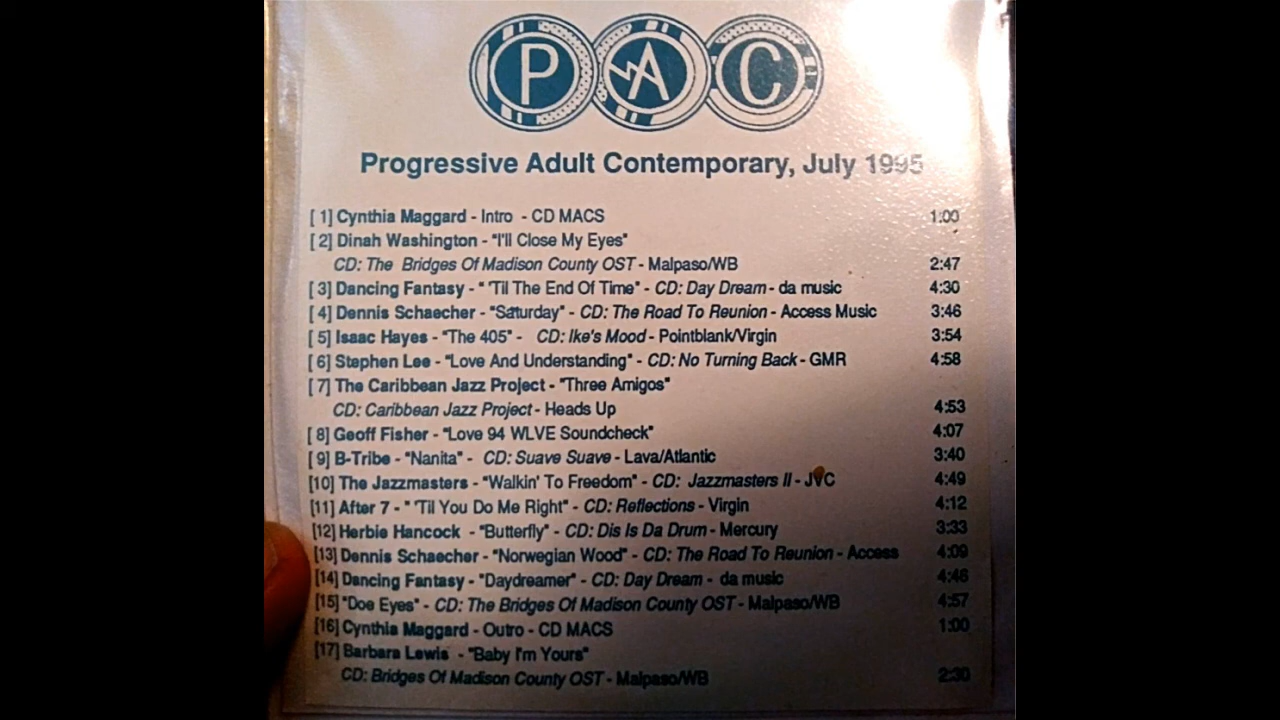 PAC
Progressive Adult Contemporary, July 1995
[ 1] Cynthia Maggard - Intro - CD MACS 1:00
[ 2] Dinah Washington - "I'll Close My Eyes"
CD: The Bridges Of Madison County OST - Malpaso/WB 2:47
[ 3] Dancing Fantasy - " 'Til The End Of Time" - CD: Day Dream - da music 4:30
[ 4] Dennis Schaecher - "Saturday" - CD: The Road To Reunion - Access Music 3:46
[ 5] Isaac Hayes - "The 405" - CD: Ike's Mood - Pointblank/Virgin 3:54
[ 6] Stephen Lee - "Love And Understanding" - CD: No Turning Back - GMR 4:58
[ 7] The Caribbean Jazz Project - "Three Amigos"
CD: Caribbean Jazz Project - Heads Up 4:53
[ 8] Geoff Fisher - "Love 94 WLVE Soundcheck" 4:07
[ 9] B-Tribe - "Nanita" - CD: Suave Suave - Lava/Atlantic 3:40
[10] The Jazzmasters - "Walkin' To Freedom" - CD: Jazzmasters II - JVC 4:49
[11] After 7 - " 'Til You Do Me Right" - CD: Reflections - Virgin 4:12
[12] Herbie Hancock - "Butterfly" - CD: Dis Is Da Drum - Mercury 3:33
[13] Dennis Schaecher - "Norwegian Wood" - CD: The Road To Reunion - Access 4:09
[14] Dancing Fantasy - "Daydreamer" - CD: Day Dream - da music 4:46
[15] "Doe Eyes" - CD: The Bridges Of Madison County OST - Malpaso/WB 4:57
[16] Cynthia Maggard - Outro - CD MACS 1:00
[17] Barbara Lewis - "Baby I'm Yours"
CD: Bridges Of Madison County OST - Malpaso/WB 2:30